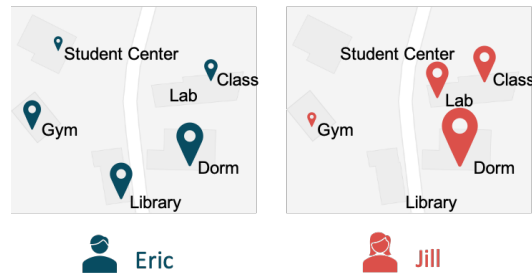 Student Center
Class
Lab
Gym
Dorm
Library
Eric
Student Center
Class
Lab
Gym
Dorm
Library
Jill